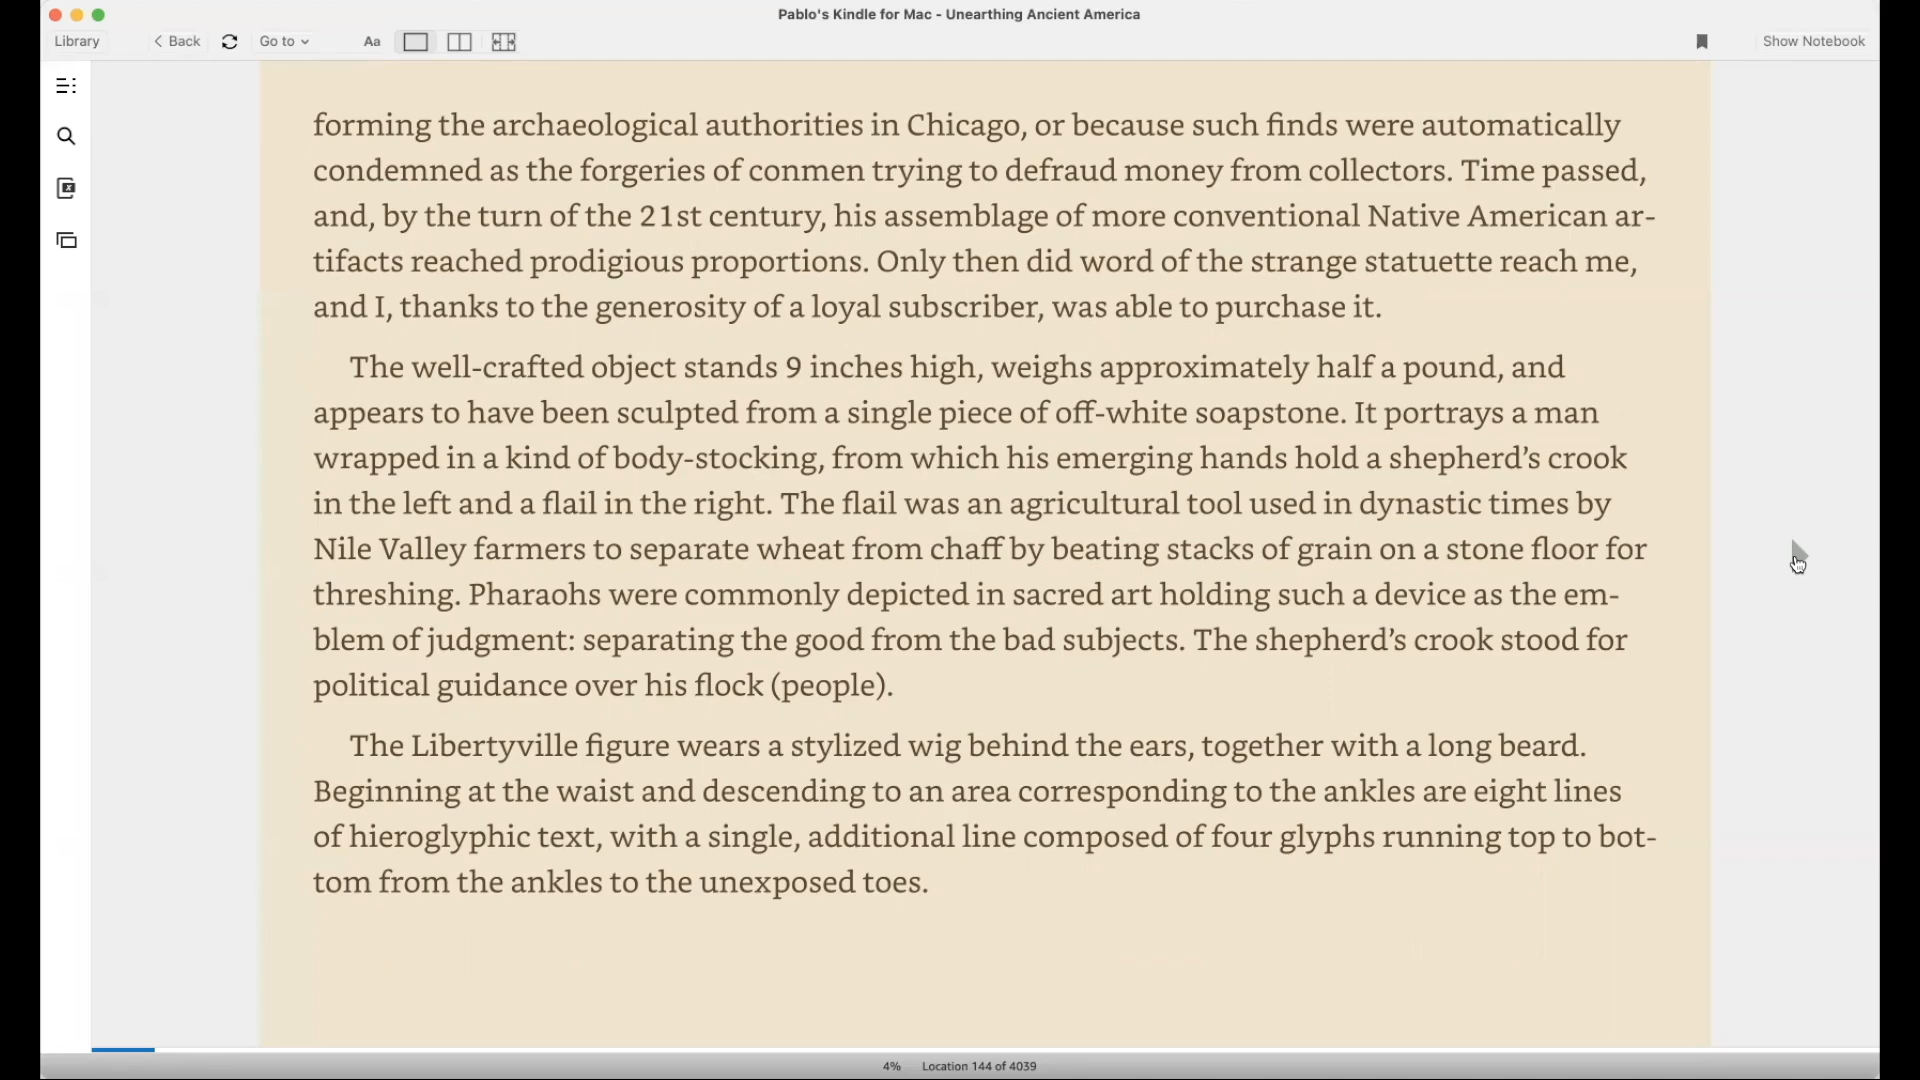 Pablo's Kindle for Mac - Unearthing Ancient America
Library
Back
Go to
Aa
Show Notebook
forming the archaeological authorities in Chicago, or because such finds were automatically
condemned as the forgeries of conmen trying to defraud money from collectors. Time passed,
and, by the turn of the 21st century, his assemblage of more conventional Native American ar-
tifacts reached prodigious proportions. Only then did word of the strange statuette reach me,
and I, thanks to the generosity of a loyal subscriber, was able to purchase it.
The well-crafted object stands 9 inches high, weighs approximately half a pound, and
appears to have been sculpted from a single piece of off-white soapstone. It portrays a man
wrapped in a kind of body-stocking, from which his emerging hands hold a shepherd’s crook
in the left and a flail in the right. The flail was an agricultural tool used in dynastic times by
Nile Valley farmers to separate wheat from chaff by beating stacks of grain on a stone floor for
threshing. Pharaohs were commonly depicted in sacred art holding such a device as the em-
blem of judgment: separating the good from the bad subjects. The shepherd’s crook stood for
political guidance over his flock (people).
The Libertyville figure wears a stylized wig behind the ears, together with a long beard.
Beginning at the waist and descending to an area corresponding to the ankles are eight lines
of hieroglyphic text, with a single, additional line composed of four glyphs running top to bot-
tom from the ankles to the unexposed toes.
4% Location 144 of 4039